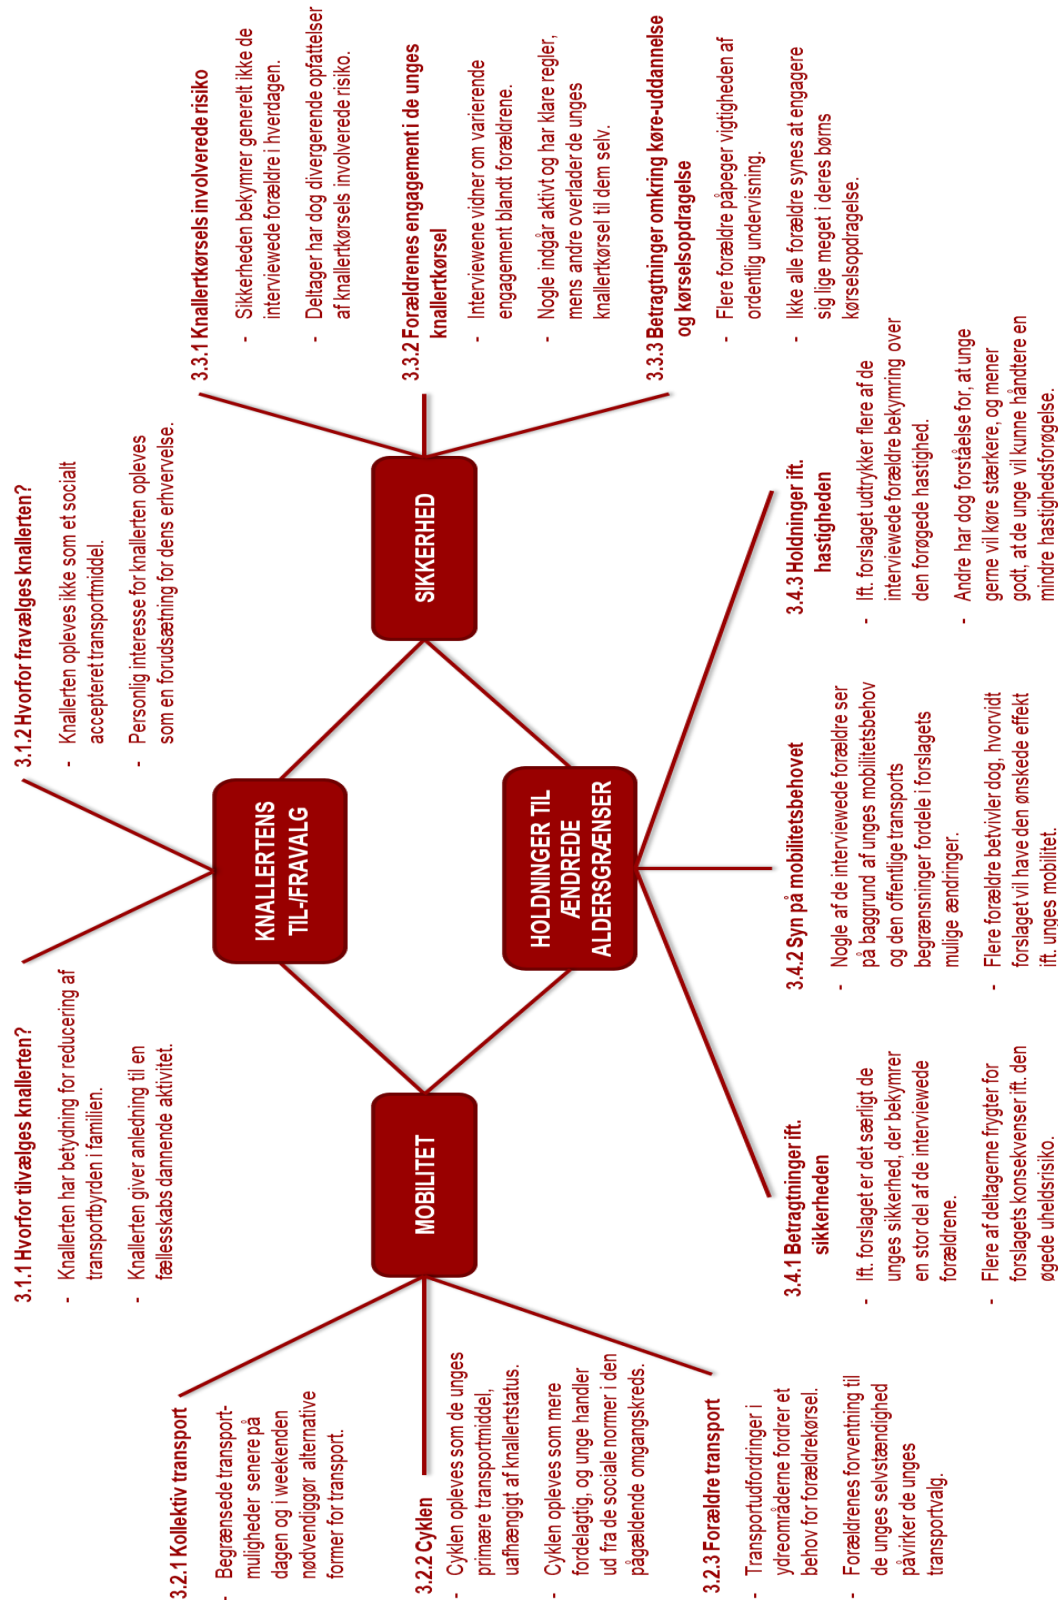 3.1.1 Hvorfor tilvælges knallerten?
- Knallerten har betydning for reducering af
transportbyrden i familien.
- Knallerten giver anledning til en
fællesskabs dannende aktivitet.
3.1.2 Hvorfor fravælges knallerten?
- Knallerten opleves ikke som et socialt
accepteret transportmiddel.
- Personlig interesse for knallerten opleves
som en forudsætning for dens erhvervelse.
KNALLERTENS
TIL-/FRAVALG
3.2.1 Kollektiv transport
- Begrænsede transport-
muligheder senere på
dagen og i weekenden
nødvendiggør alternative
former for transport.
3.2.2 Cyklen
- Cyklen opleves som de unges
primære transportmiddel,
uafhængigt af knallertstatus.
- Cyklen opleves som mere
fordelagtig, og unge handler
ud fra de sociale normer i den
pågældende omgangskreds.
3.2.3 Forældre transport
- Transportudfordringer i
ydreområderne fordrer et
behov for forældrekørsel.
- Forældrenes forventning til
de unges selvstændighed
påvirker de unges
transportvalg.
MOBILITET
SIKKERHED
3.3.1 Knallertkørsels involverede risiko
- Sikkerheden bekymrer generelt ikke de
interviewede forældre i hverdagen.
- Deltager har dog divergerende opfattelser
af knallertkørsels involverede risiko.
3.3.2 Forældrenes engagement i de unges
knallertkørsel
- Interviewene vidner om varierende
engagement blandt forældrene.
- Nogle indgår aktivt og har klare regler,
mens andre overlader de unges
knallertkørsel til dem selv.
3.3.3 Betragtninger omkring køre-uddannelse
og kørselsopdragelse
- Flere forældre påpeger vigtigheden af
ordentlig undervisning.
- Ikke alle forældre synes at engagere
sig lige meget i deres børns
kørselsopdragelse.
HOLDNINGER TIL
ÆNDREDE
ALDERSGRÆNSER
3.4.1 Betragtninger ift.
sikkerheden
- Ift. forslaget er det særligt de
unges sikkerhed, der bekymrer
en stor del af de interviewede
forældrene.
- Flere af deltagerne frygter for
forslagets konsekvenser ift. den
øgede uheldsrisiko.
3.4.2 Syn på mobilitetsbehovet
- Nogle af de interviewede forældre ser
på baggrund af unges mobilitetsbehov
og den offentlige transports
begrænsninger fordele i forslagets
mulige ændringer.
- Flere forældre betvivler dog, hvorvidt
forslaget vil have den ønskede effekt
ift. unges mobilitet.
3.4.3 Holdninger ift.
hastigheden
- Ift. forslaget udtrykker flere af de
interviewede forældre bekymring over
den forøgede hastighed.
- Andre har dog forståelse for, at unge
gerne vil køre stærkere, og mener
godt, at de unge vil kunne håndtere en
mindre hastighedsforøgelse.